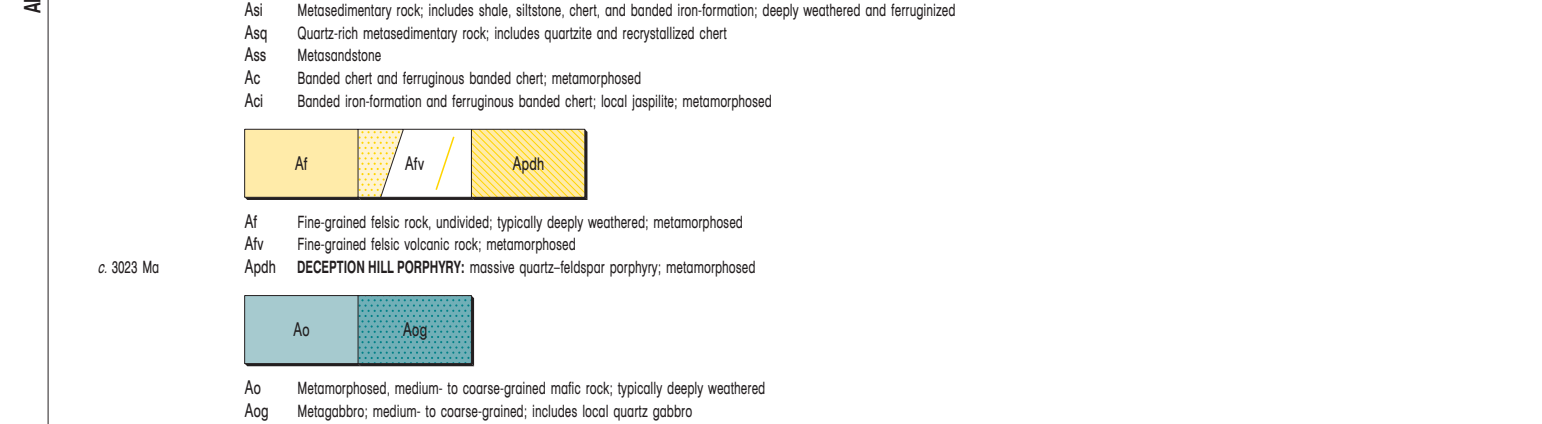 Asi Metasedimentary rock; includes shale, siltstone, chert, and banded iron-formation; deeply weathered and ferruginized
Asq Quartz-rich metasedimentary rock; includes quartzite and recrystallized chert
Ass Metasandstone
Ac Banded chert and ferruginous banded chert; metamorphosed
Aci Banded iron-formation and ferruginous banded chert; local jaspilite; metamorphosed
Af Afv Apdh
Af Fine-grained felsic rock, undivided; typically deeply weathered; metamorphosed
Afv Fine-grained felsic volcanic rock; metamorphosed
c. 3023 Ma Apdh DECEPTION HILL PORPHYRY: massive quartz–feldspar porphyry; metamorphosed
Ao Aog
Ao Metamorphosed, medium- to coarse-grained mafic rock; typically deeply weathered
Aog Metagabbro; medium- to coarse-grained; includes local quartz gabbro